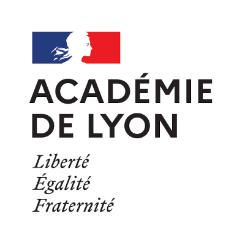 ACADÉMIE
DE LYON
Liberté
Égalité
Fraternité